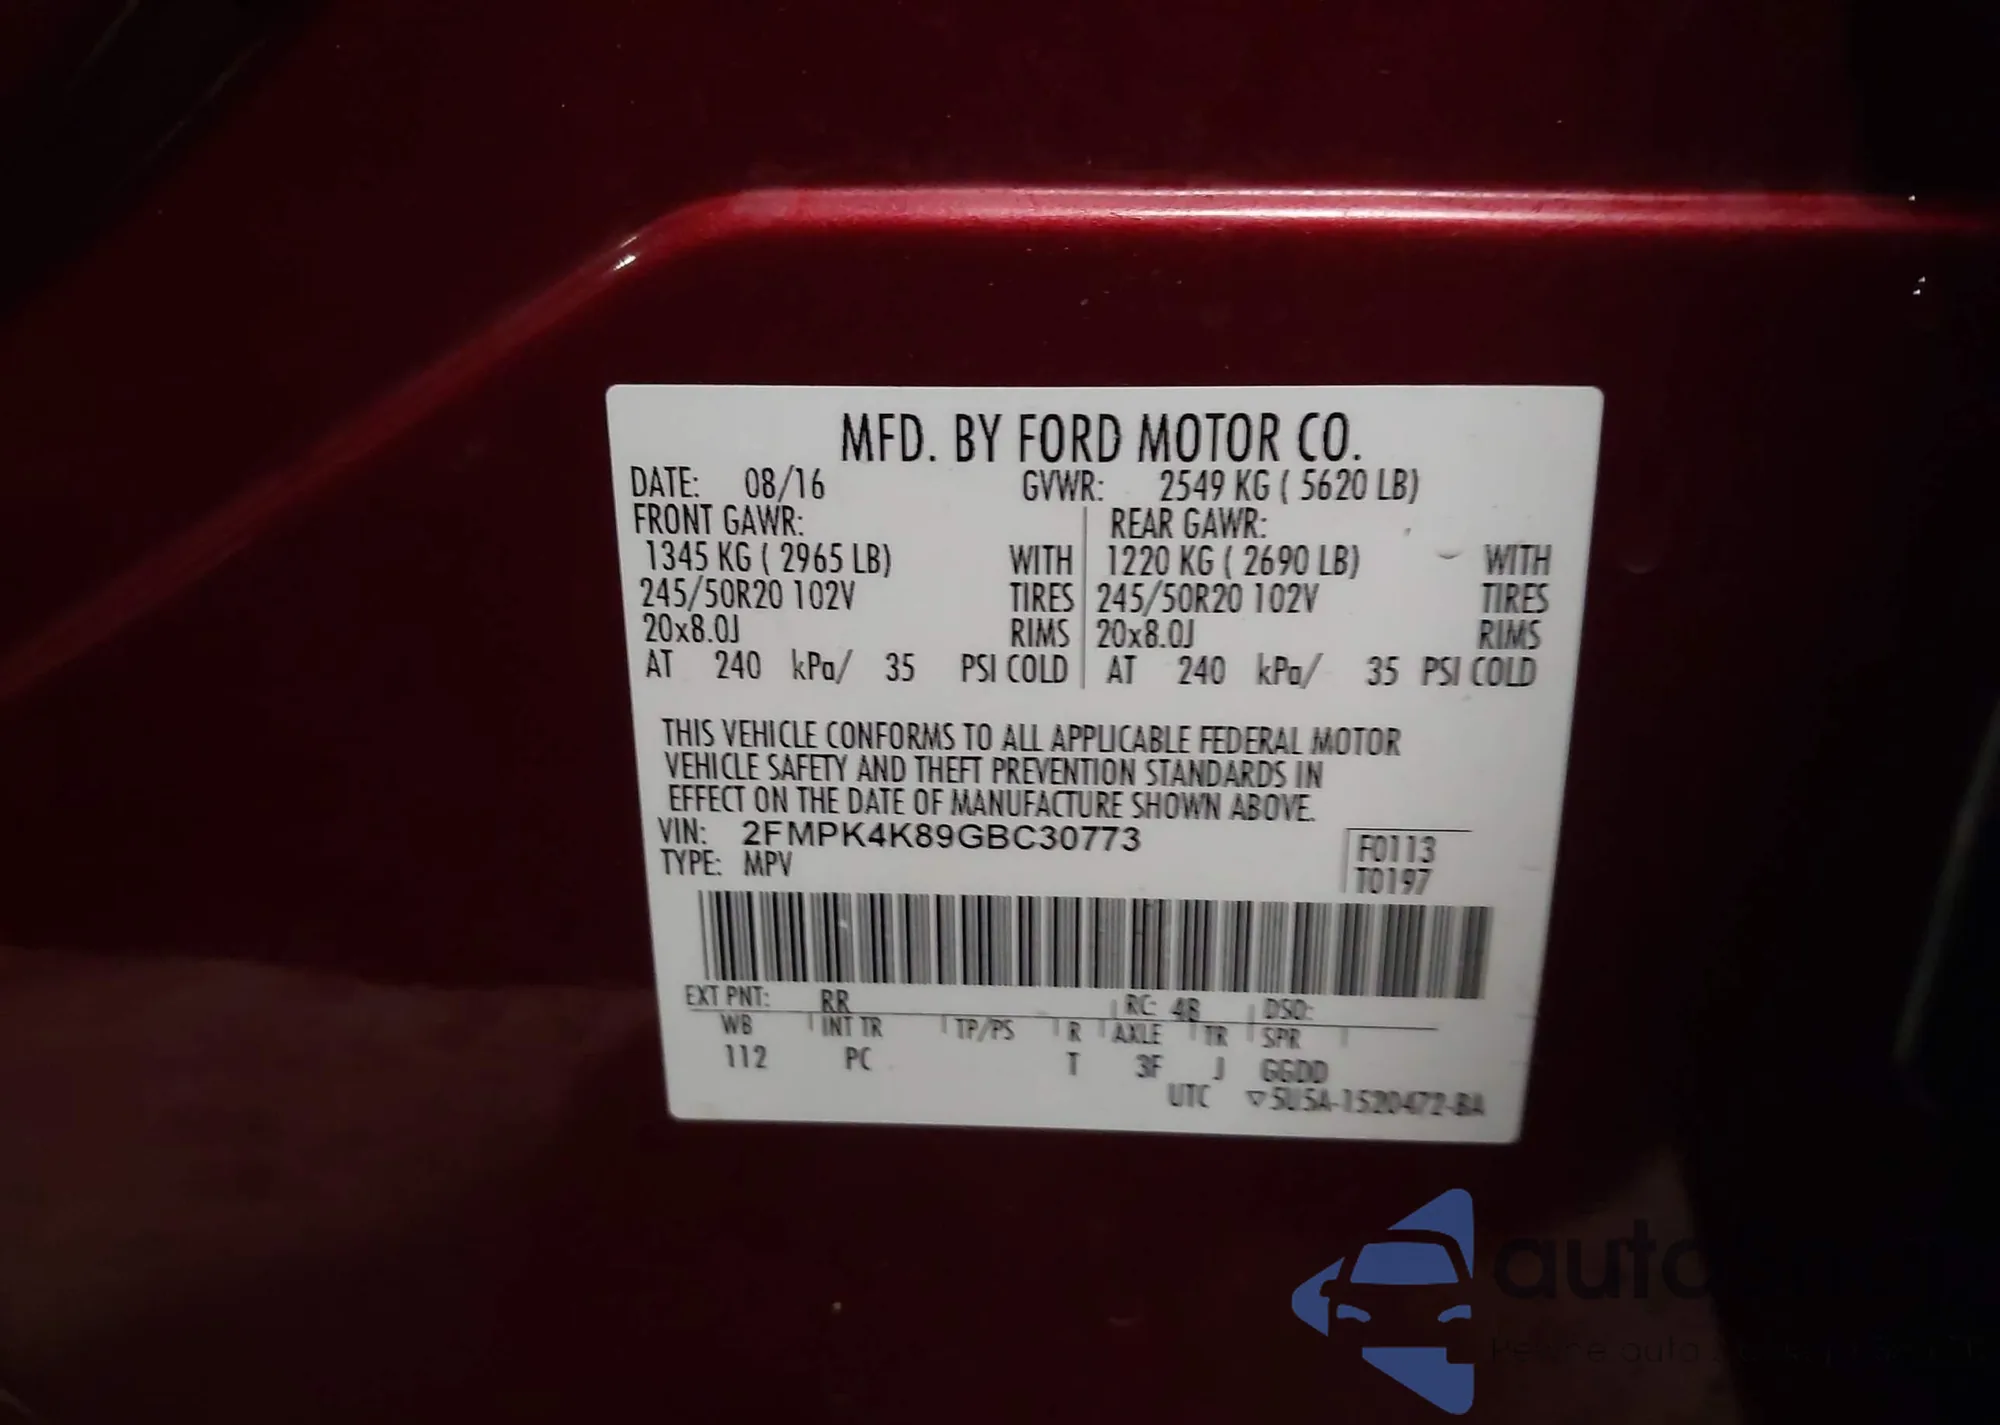 MFD. BY FORD MOTOR CO.
DATE: 08/16 GVWR: 2549 KG ( 5620 LB)
FRONT GAWR: REAR GAWR:
1345 KG ( 2965 LB) WITH 1220 KG ( 2690 LB) WITH
245/50R20 102V TIRES 245/50R20 102V TIRES
20x8.0J RIMS 20x8.0J RIMS
AT 240 kPa/ 35 PSI COLD AT 240 kPa/ 35 PSI COLD
THIS VEHICLE CONFORMS TO ALL APPLICABLE FEDERAL MOTOR
VEHICLE SAFETY AND THEFT PREVENTION STANDARDS IN
EFFECT ON THE DATE OF MANUFACTURE SHOWN ABOVE.
VIN: 2FMPK4K89GBC30773
F0113
TYPE: MPV
T0197
EXT PNT: RR RC: 4B DSO:
WB INT TR TP/PS R AXLE TR SPR
112 PC T 3F J GGDD
UTC ▽5U5A-1520472-BA
auto
auto